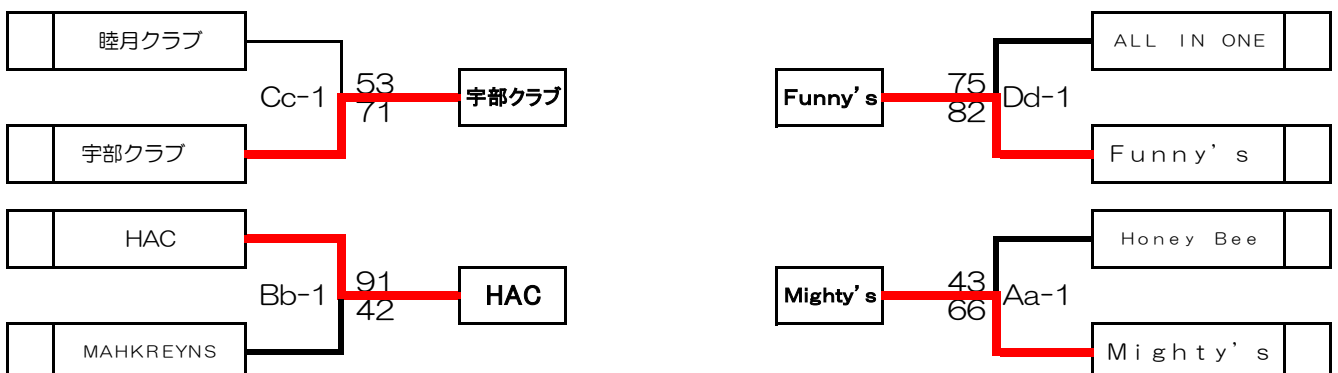 睦月クラブ
Cc-1
53
71
宇部クラブ
宇部クラブ
HAC
Bb-1
91
42
HAC
MAHKREYNS
ALL IN ONE
Funny's
75
82
Dd-1
Funny's
Honey Bee
Mighty's
43
66
Aa-1
Mighty's